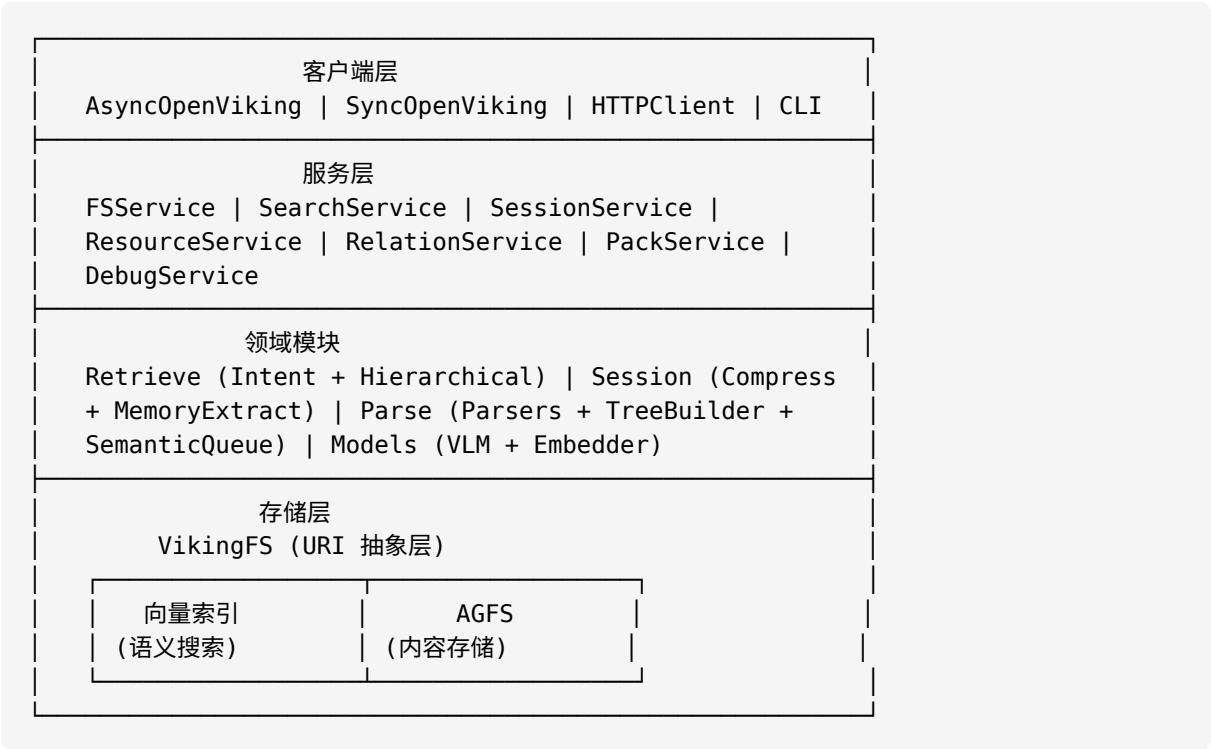 客户端层
AsyncOpenViking | SyncOpenViking | HTTPClient | CLI
服务层
FSService | SearchService | SessionService |
ResourceService | RelationService | PackService |
DebugService
领域模块
Retrieve (Intent + Hierarchical) | Session (Compress
+ MemoryExtract) | Parse (Parsers + TreeBuilder +
SemanticQueue) | Models (VLM + Embedder)
存储层
VikingFS (URI 抽象层)
向量索引 │ AGFS
(语义搜索) │ (内容存储)